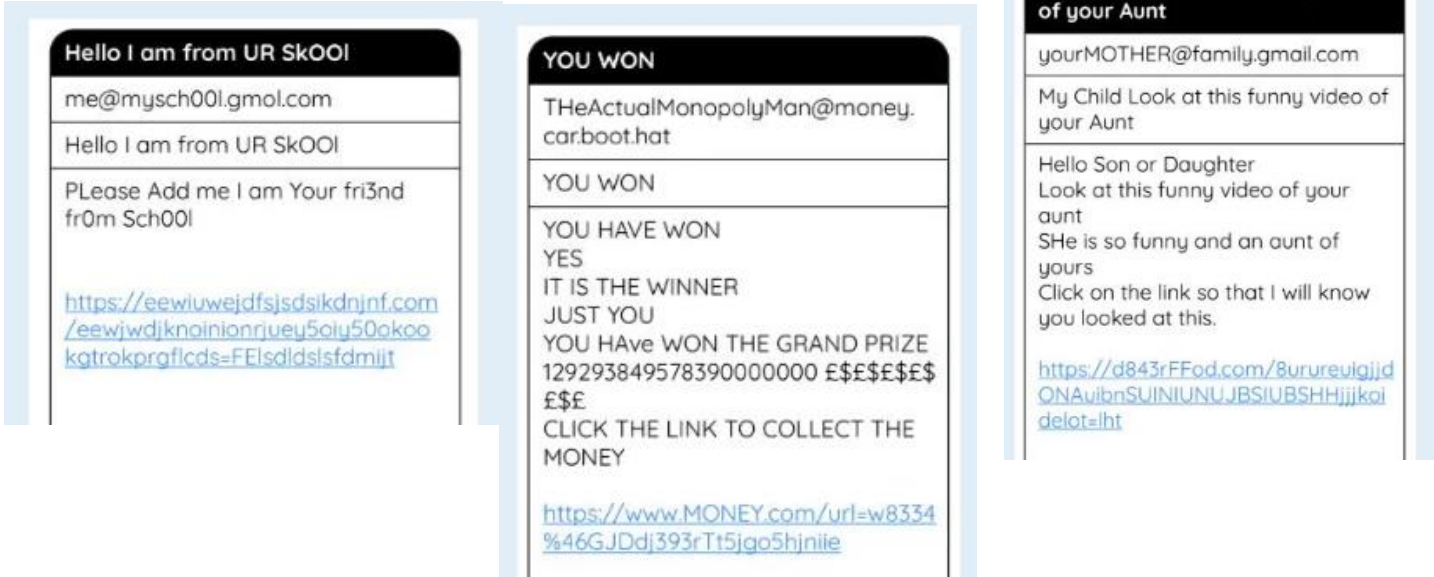 Hello I am from UR SkOOl
me@mysch00l.gmol.com
Hello I am from UR SkOOl
PLease Add me I am Your fri3nd
fr0m Sch00l
https://eewiuwejdfsjsdsikdnjnf.com
/eewjwdjknoinionrjuey5oiy50okoo
kgtrokprgflcds=FElsdldslsfdmijt
YOU WON
THeActualMonopolyMan@money.
car.boot.hat
YOU WON
YOU HAVE WON
YES
IT IS THE WINNER
JUST YOU
YOU HAve WON THE GRAND PRIZE
129293849578390000000 £$£$£$£$
£$£
CLICK THE LINK TO COLLECT THE
MONEY
https://www.MONEY.com/url=w8334
%46GJDdj393rTt5jgo5hjniie
of your Aunt
yourMOTHER@family.gmail.com
My Child Look at this funny video of
your Aunt
Hello Son or Daughter
Look at this funny video of your
aunt
SHe is so funny and an aunt of
yours
Click on the link so that I will know
you looked at this.
https://d843rFFod.com/8urureuigjjd
ONAuibnSUINIUNUJBSIUBSHHjjjkoi
delot=lht